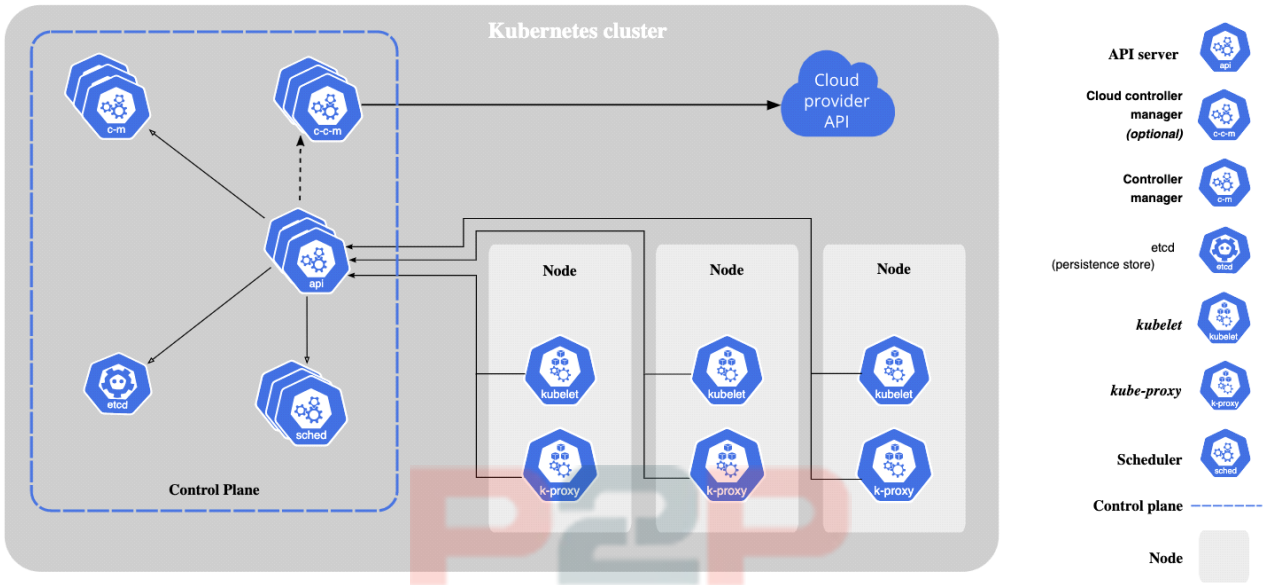 Kubernetes cluster
c-m
c-c-m
Cloud
provider
API
api
etcd
sched
Control Plane
Node
kubelet
k-proxy
Node
kubelet
k-proxy
Node
kubelet
k-proxy
P2P
API server
api
Cloud controller
manager
(optional)
c-c-m
Controller
manager
c-m
etcd
(persistence store)
etcd
kubelet
kubelet
kube-proxy
k-proxy
Scheduler
sched
Control plane
Node